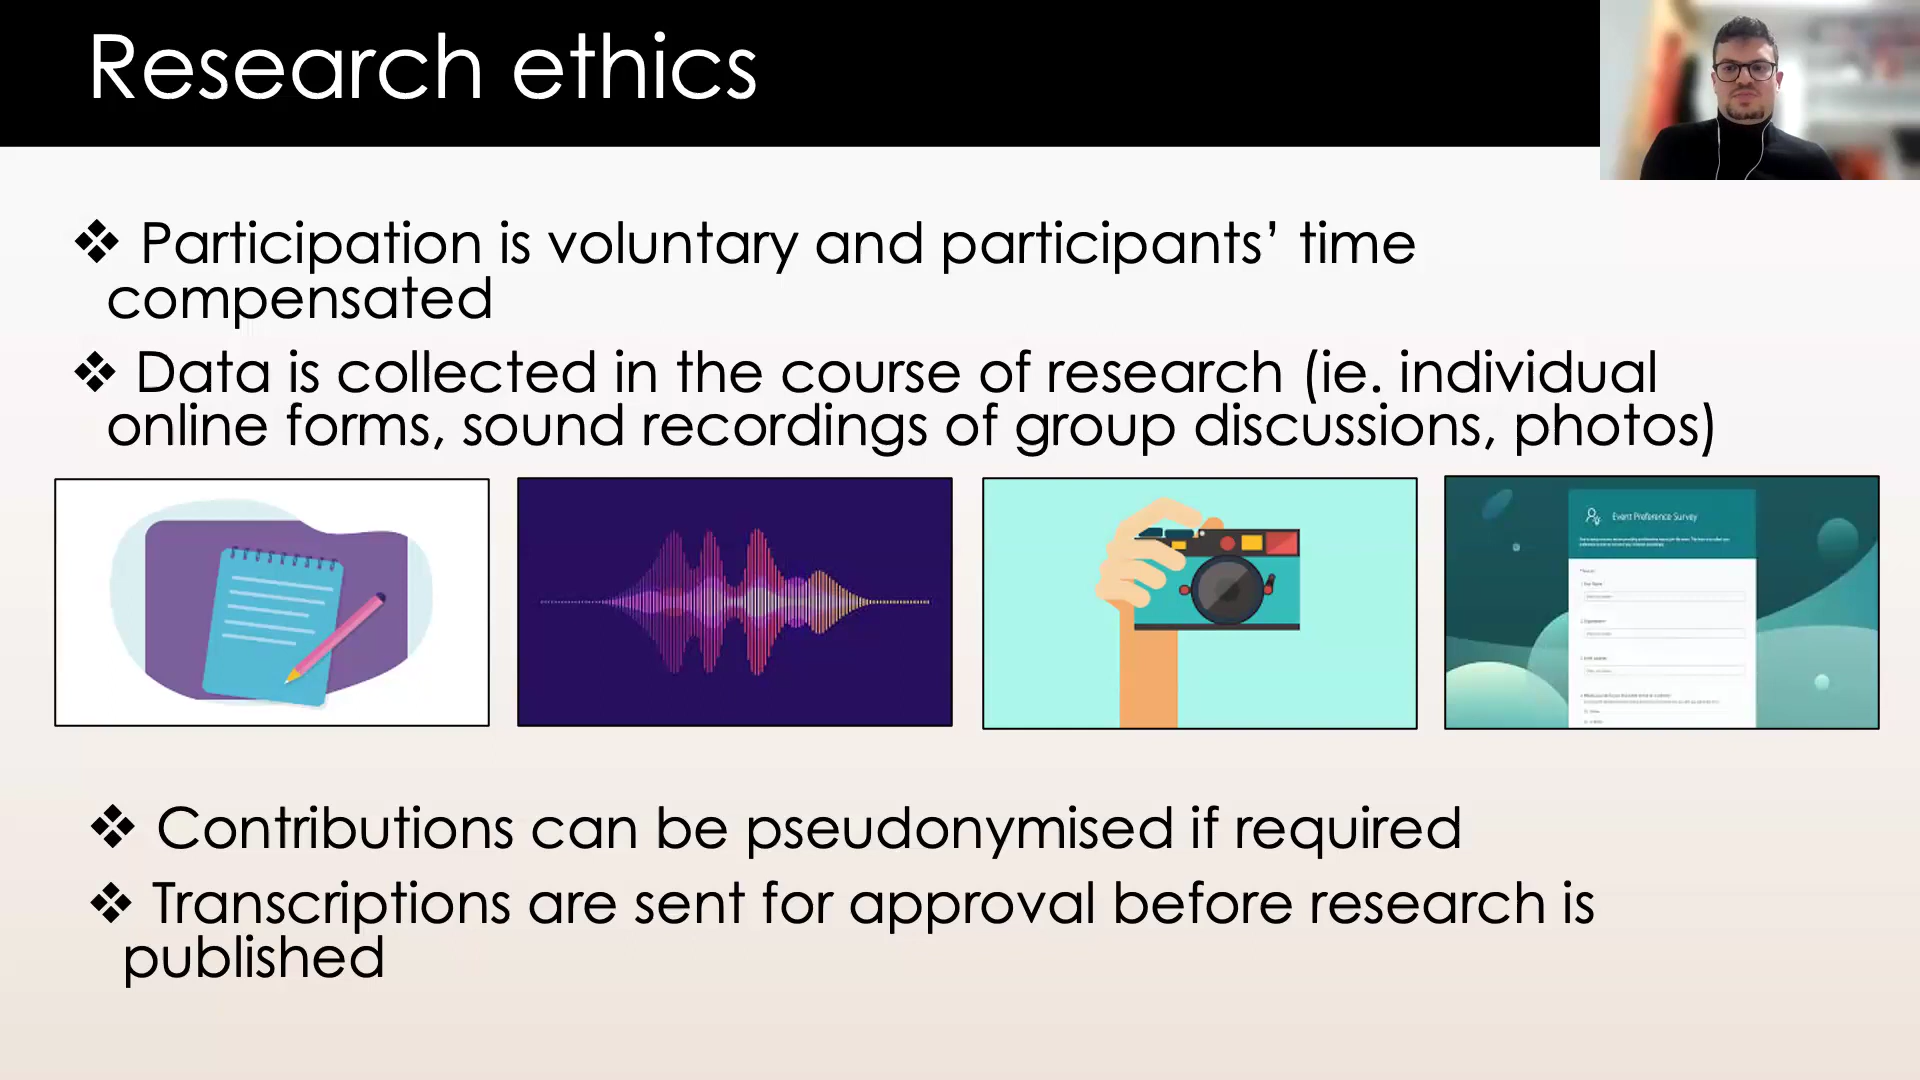 Research ethics
❖ Participation is voluntary and participants’ time
compensated
❖ Data is collected in the course of research (ie. individual
online forms, sound recordings of group discussions, photos)
Event Preference Survey
❖ Contributions can be pseudonymised if required
❖ Transcriptions are sent for approval before research is
published